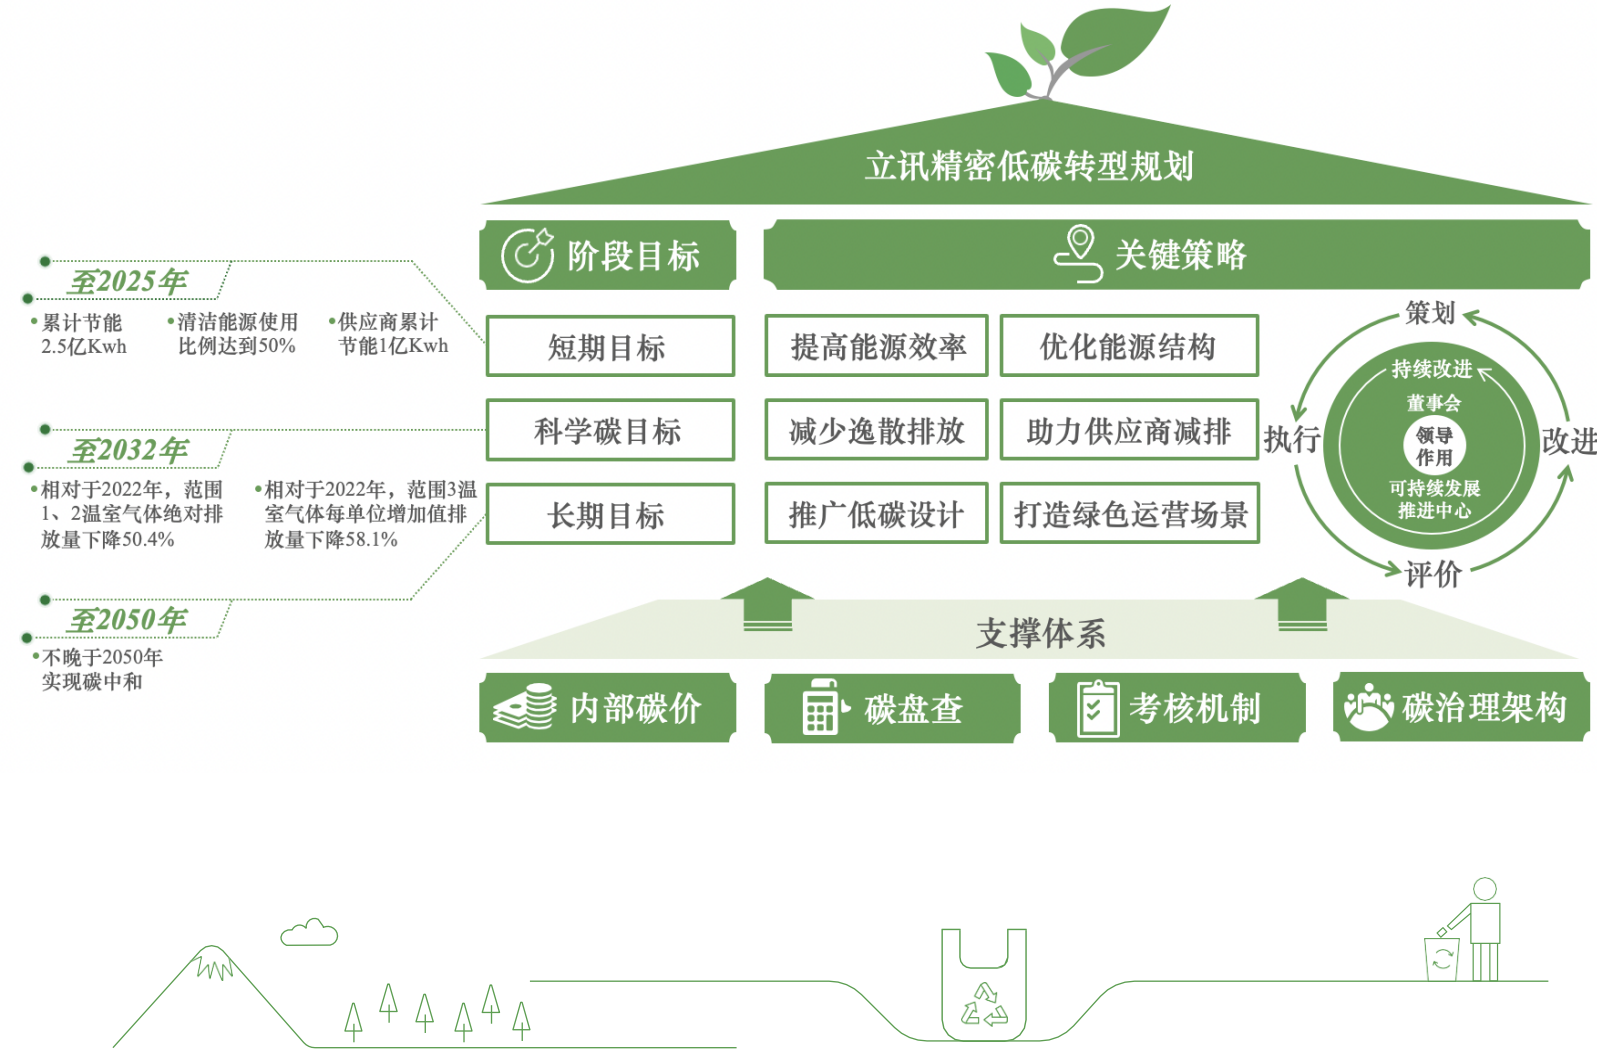 立讯精密低碳转型规划
阶段目标
关键策略
至2025年
•累计节能
2.5亿Kwh
•清洁能源使用
比例达到50%
•供应商累计
节能1亿Kwh
至2032年
•相对于2022年，范围
1、2温室气体绝对排
放量下降50.4%
•相对于2022年，范围3温
室气体每单位增加值排
放量下降58.1%
至2050年
•不晚于2050年
实现碳中和
短期目标
科学碳目标
长期目标
提高能源效率
优化能源结构
减少逸散排放
助力供应商减排
推广低碳设计
打造绿色运营场景
策划
执行
改进
评价
持续改进
董事会
领导
作用
可持续发展
推进中心
支撑体系
内部碳价
碳盘查
考核机制
碳治理架构